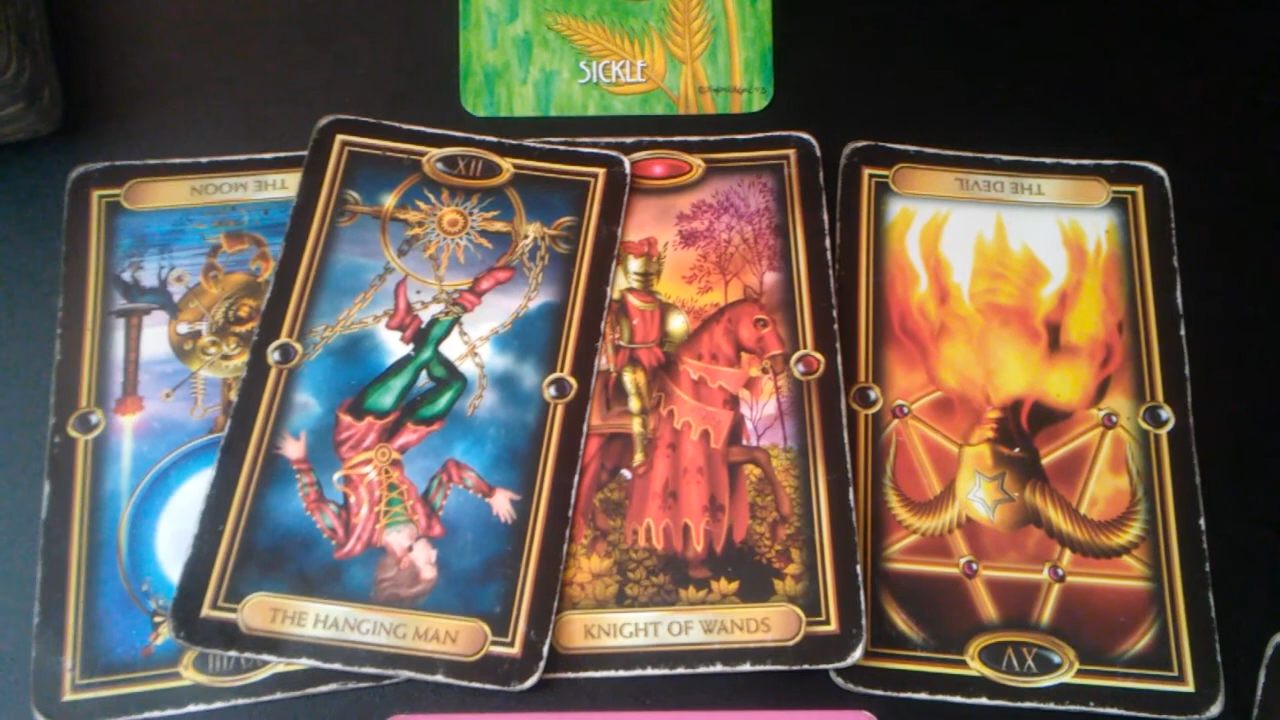 SICKLE
THE MOON
XII
THE DEVIL
THE HANGING MAN
KNIGHT OF WANDS
XV